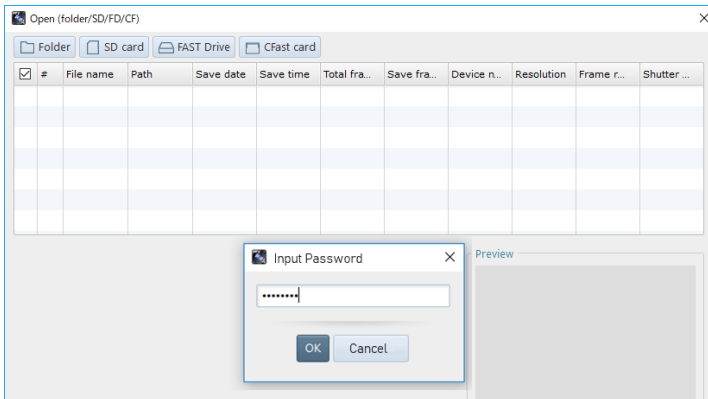 Open (folder/SD/FD/CF)
Folder SD card FAST Drive CFast card
# File name Path Save date Save time Total fra... Save fra... Device n... Resolution Frame r... Shutter ...
Input Password
Preview
••••••••
OK Cancel